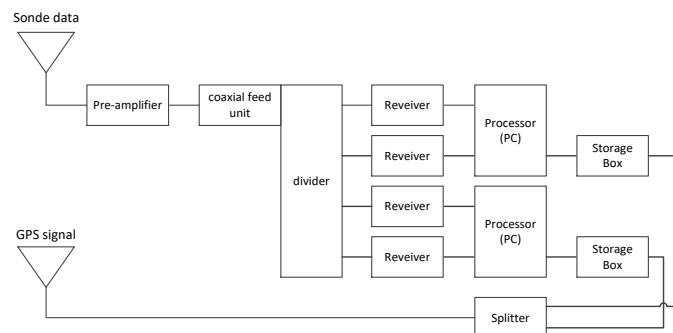 Sonde data
Pre-amplifier
coaxial feed
unit
divider
Reveiver
Reveiver
Reveiver
Reveiver
Processor
(PC)
Processor
(PC)
Storage
Box
Storage
Box
GPS signal
Splitter